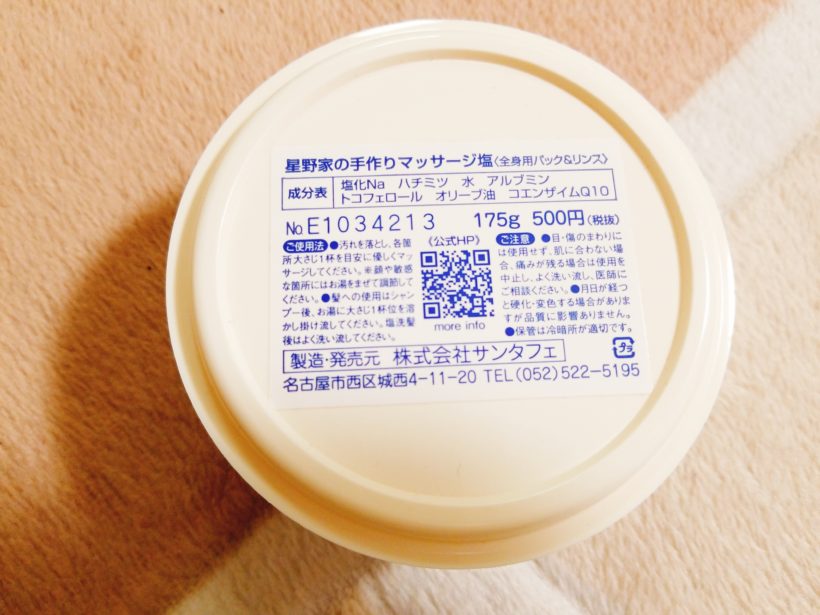 星野家の手作りマッサージ塩〈全身用パック&リンス〉
成分表
塩化Na ハチミツ 水 アルブミン
トコフェロール オリーブ油 コエンザイムQ10
No.E1034213 175g 500円(税抜)
ご使用法 ●汚れを落とし、各箇
所大さじ1杯を目安に優しくマッ
サージしてください。※顔や敏感
な箇所にはお湯をまぜて調節して
ください。●髪への使用はシャン
プー後、お湯に大さじ1杯位を溶
かし掛け流してください。塩洗髪
後はよく洗い流してください。
《公式HP》
more info
ご注意 ●目・傷のまわりに
は使用せず、肌に合わない場
合、痛みが残る場合は使用を
中止し、よく洗い流し、医師に
ご相談ください。●月日が経つ
と硬化・変色する場合がありま
すが品質に影響ありません。
●保管は冷暗所が適切です。
製造・発売元 株式会社サンタフェ
プラ
名古屋市西区城西4-11-20 TEL(052)522-5195